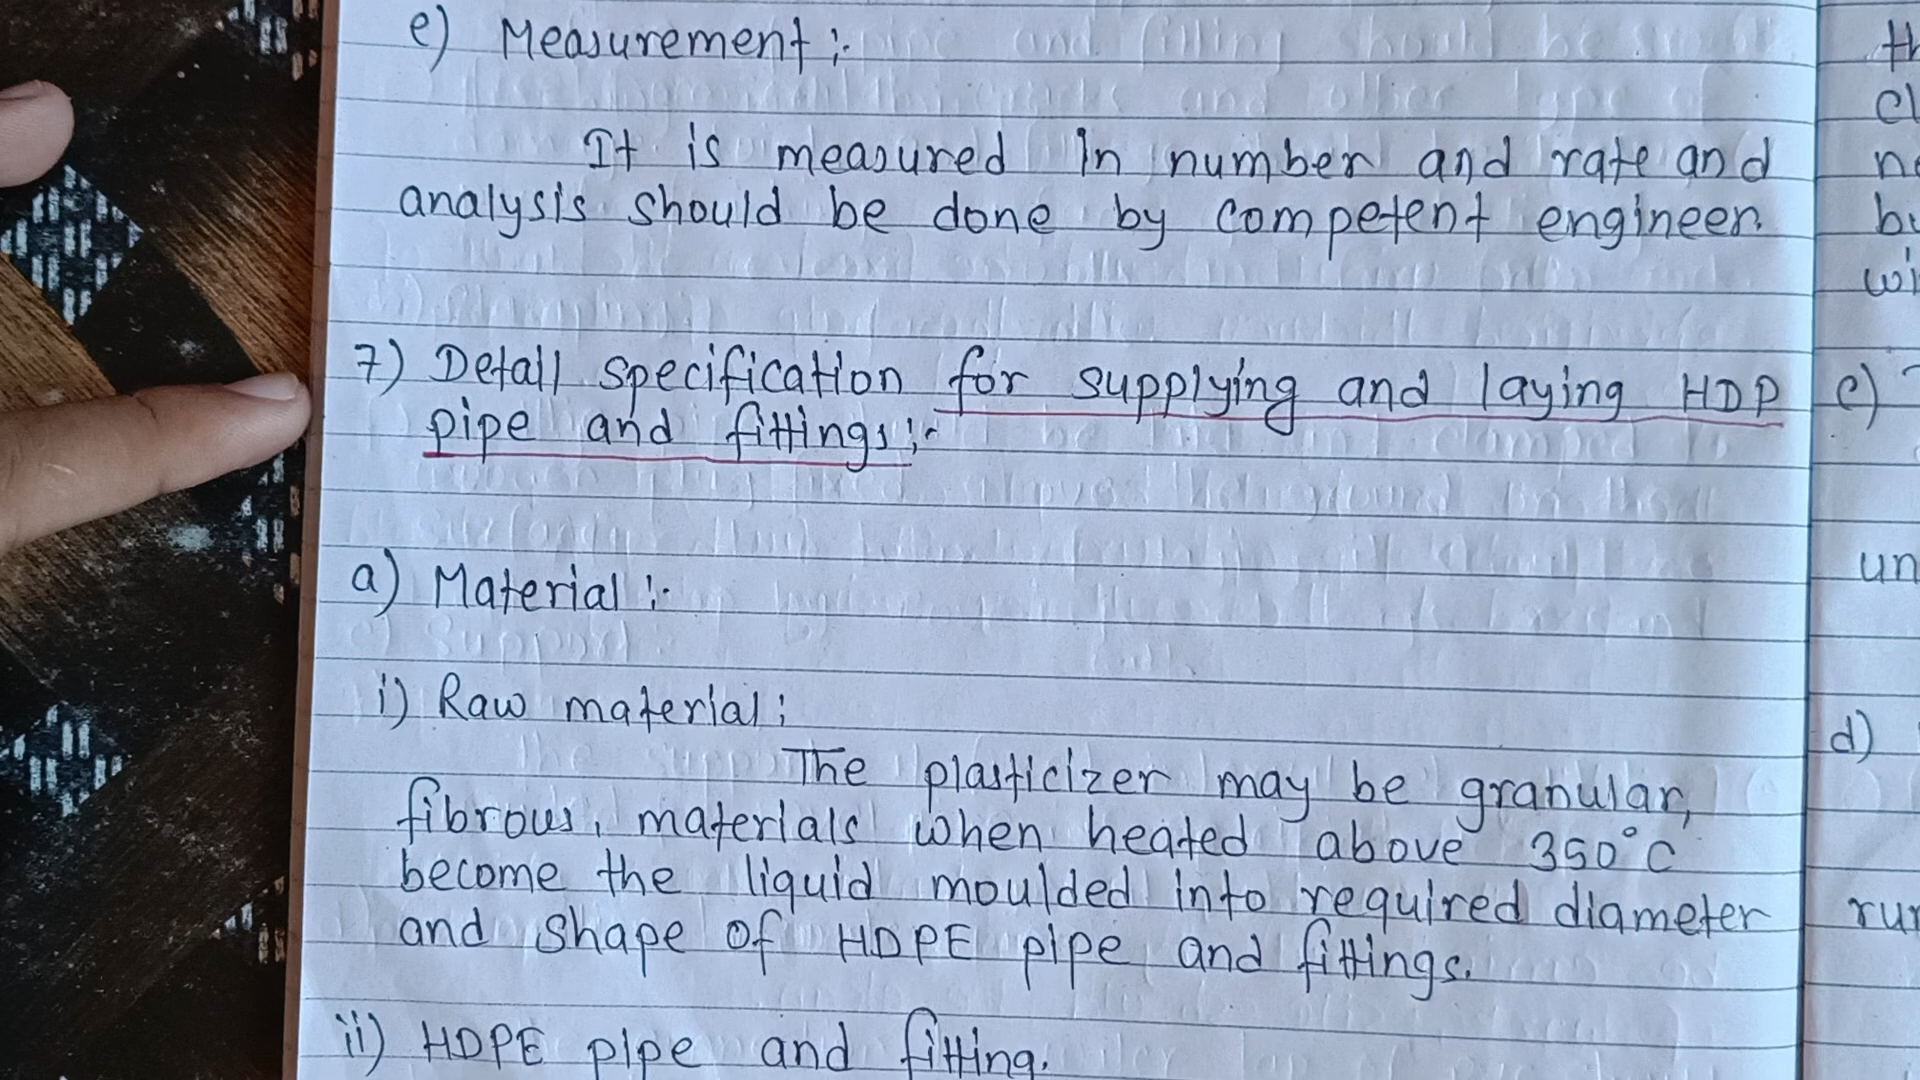 e) Measurement :-
It is measured In number and rate and
analysis should be done by competent engineer.
7) Detail specification for supplying and laying HDP
pipe and fittings :-
a) Material :-
i) Raw material :
The plasticizer may be granular,
fibrous, materials when heated above 350°C
become the liquid moulded into required diameter
and shape of HDPE pipe and fittings.
ii) HDPE pipe and fitting.
c)
un
d)